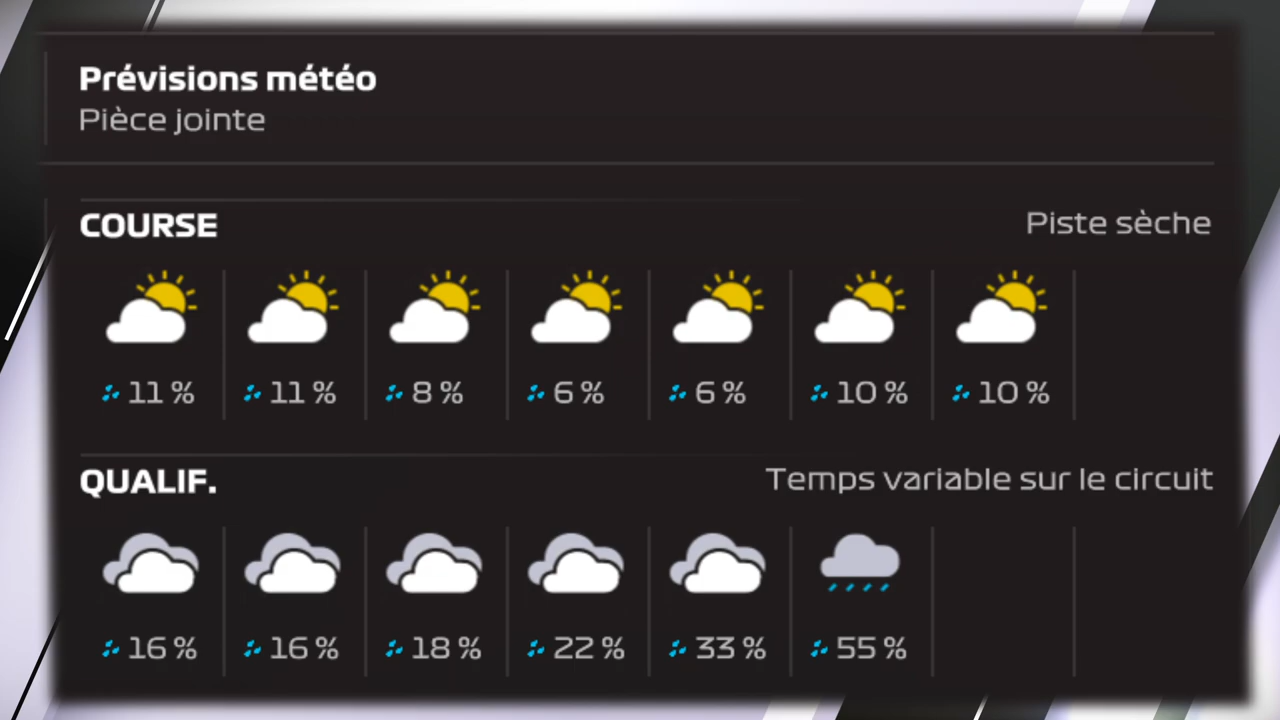 Prévisions météo
Pièce jointe
COURSE Piste sèche
11 % 11 % 8 % 6 % 6 % 10 % 10 %
QUALIF. Temps variable sur le circuit
16 % 16 % 18 % 22 % 33 % 55 %